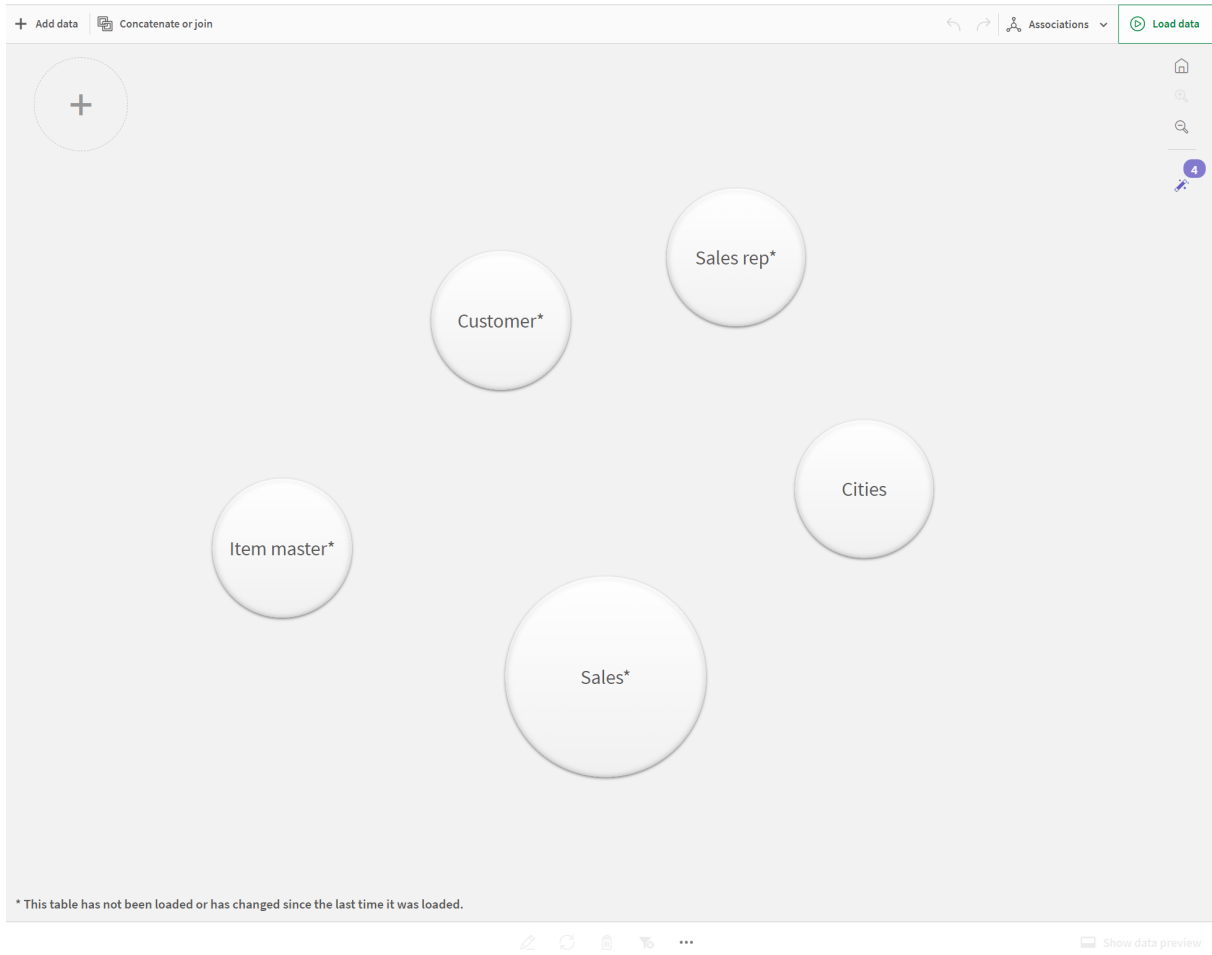 Add data
Concatenate or join
Associations
Load data
4
Sales rep*
Customer*
Cities
Item master*
Sales*
* This table has not been loaded or has changed since the last time it was loaded.
Show data preview